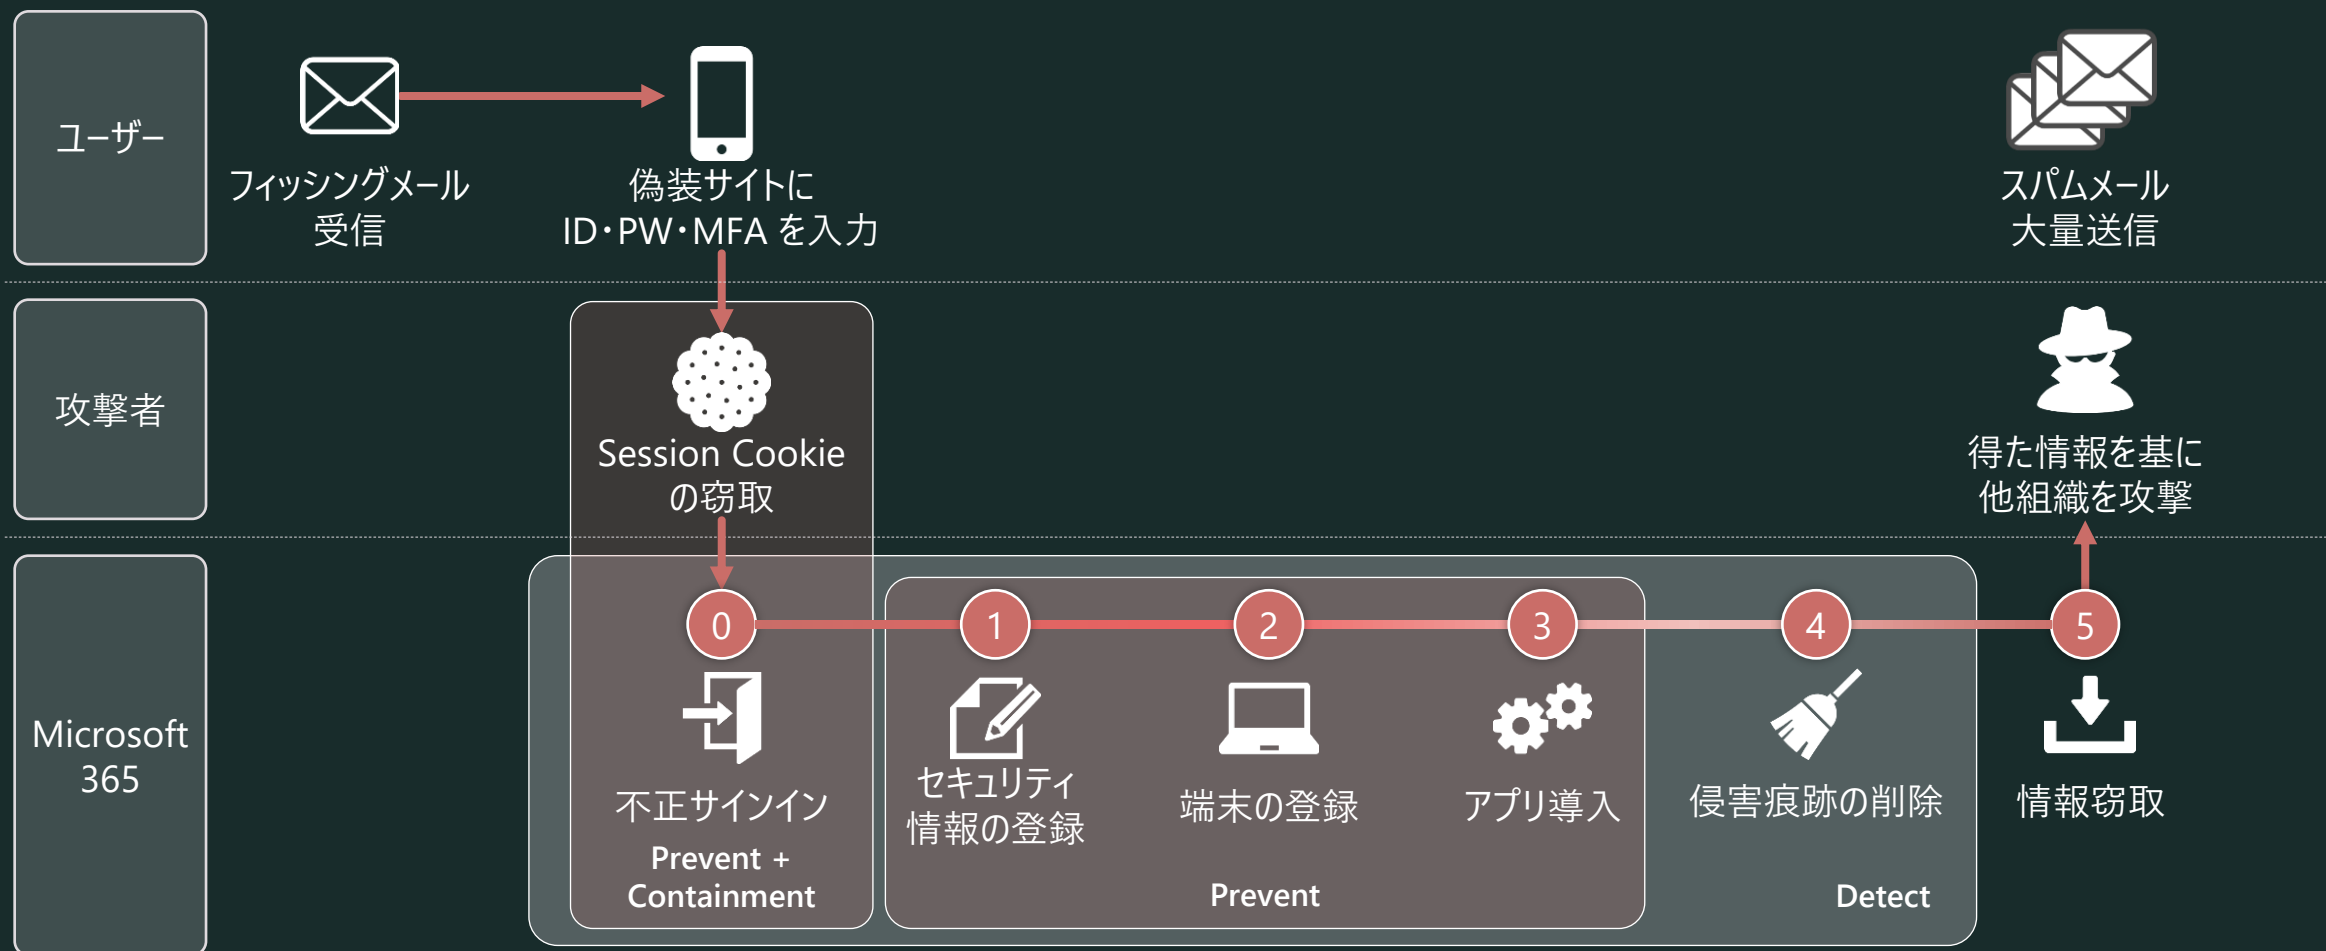 ユーザー
フィッシングメール
受信
偽装サイトに
ID・PW・MFA を入力
スパムメール
大量送信
攻撃者
Session Cookie
の窃取
得た情報を基に
他組織を攻撃
Microsoft
365
0
不正サインイン
Prevent +
Containment
1
セキュリティ
情報の登録
2
端末の登録
3
アプリ導入
Prevent
4
侵害痕跡の削除
Detect
5
情報窃取